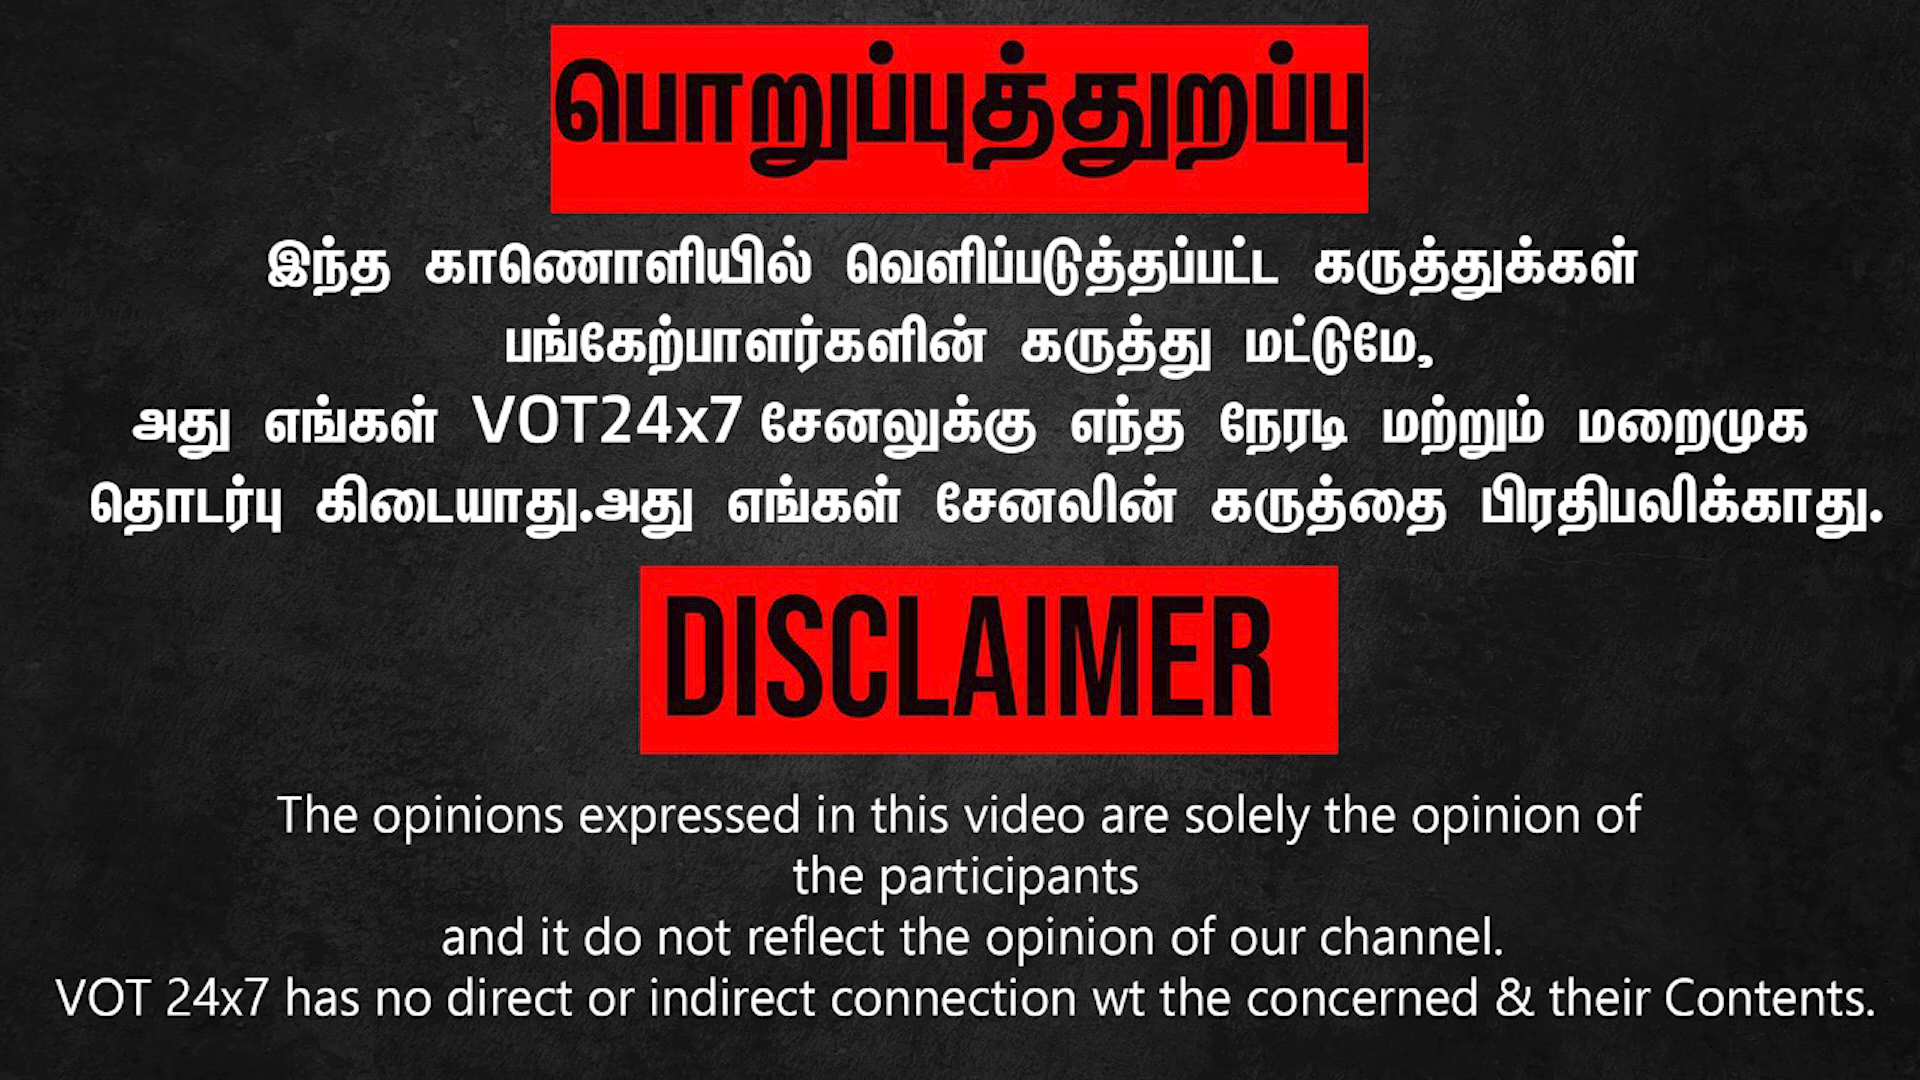 பொறுப்புத்துறப்பு
இந்த காணொளியில் வெளிப்படுத்தப்பட்ட கருத்துக்கள்
பங்கேற்பாளர்களின் கருத்து மட்டுமே,
அது எங்கள் VOT24x7 சேனலுக்கு எந்த நேரடி மற்றும் மறைமுக
தொடர்பு கிடையாது.அது எங்கள் சேனலின் கருத்தை பிரதிபலிக்காது.
DISCLAIMER
The opinions expressed in this video are solely the opinion of
the participants
and it do not reflect the opinion of our channel.
VOT 24x7 has no direct or indirect connection wt the concerned & their Contents.